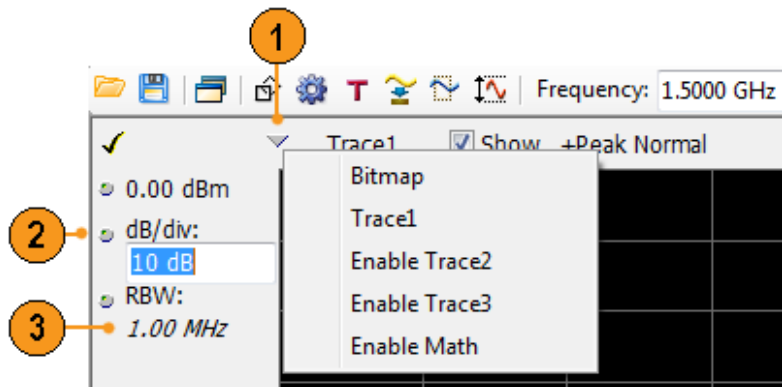 1
T Frequency: 1.5000 GHz
Trace1 Show +Peak Normal
0.00 dBm
2
dB/div:
10 dB
RBW:
3
1.00 MHz
Bitmap
Trace1
Enable Trace2
Enable Trace3
Enable Math